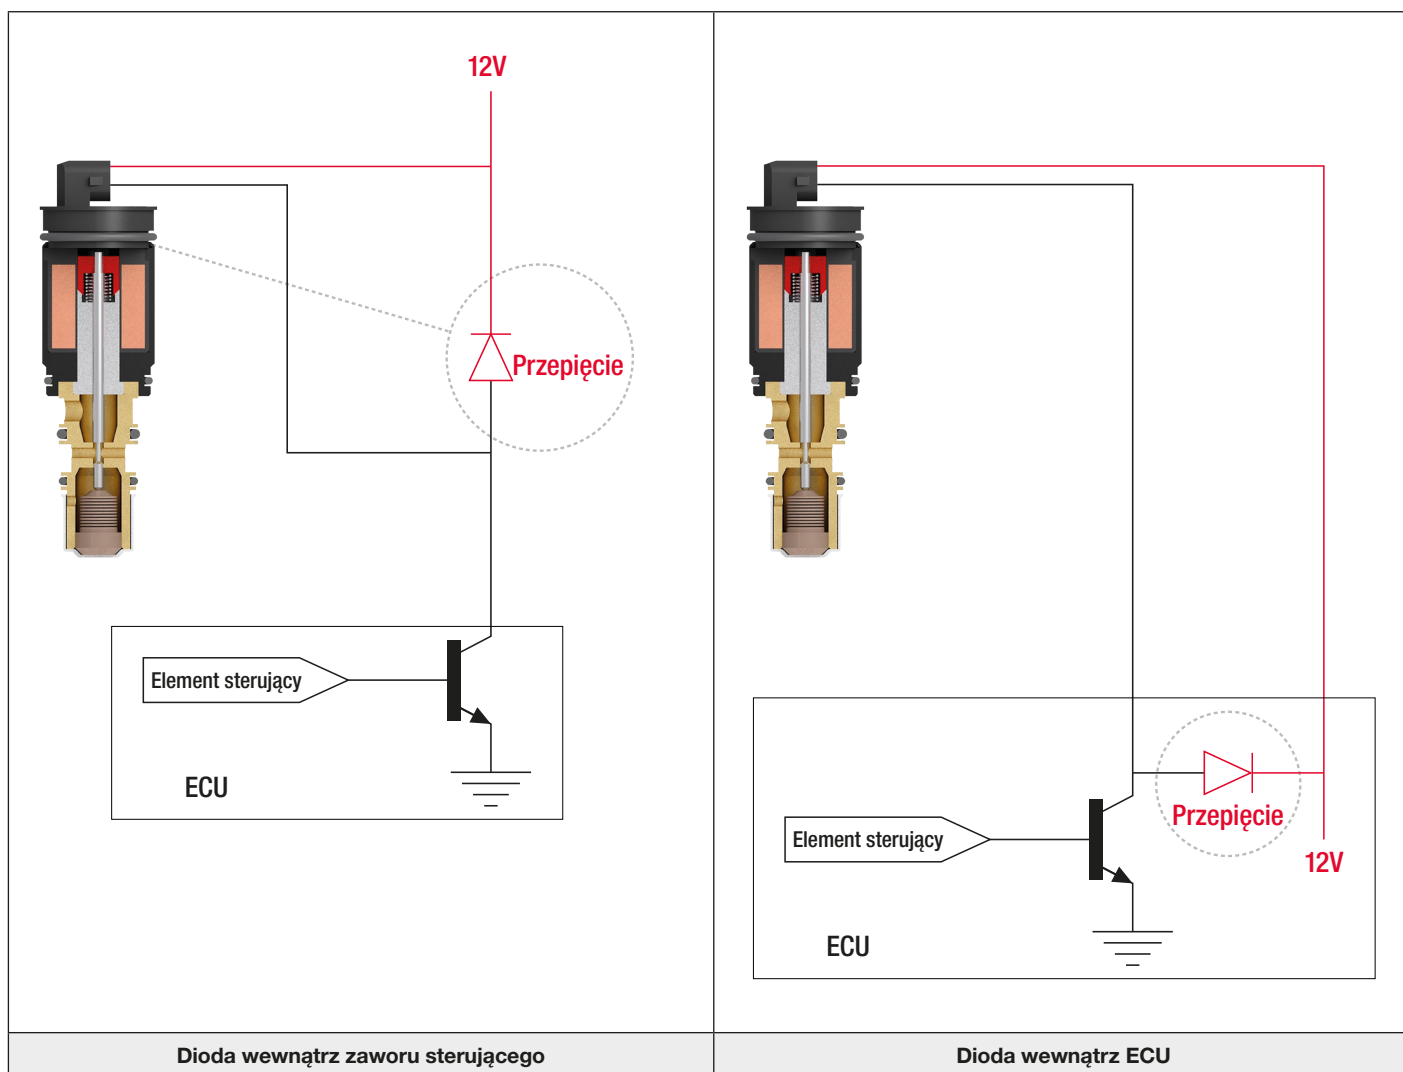 12V
Przepięcie
Element sterujący
ECU
Dioda wewnątrz zaworu sterującego
Przepięcie
12V
Element sterujący
ECU
Dioda wewnątrz ECU